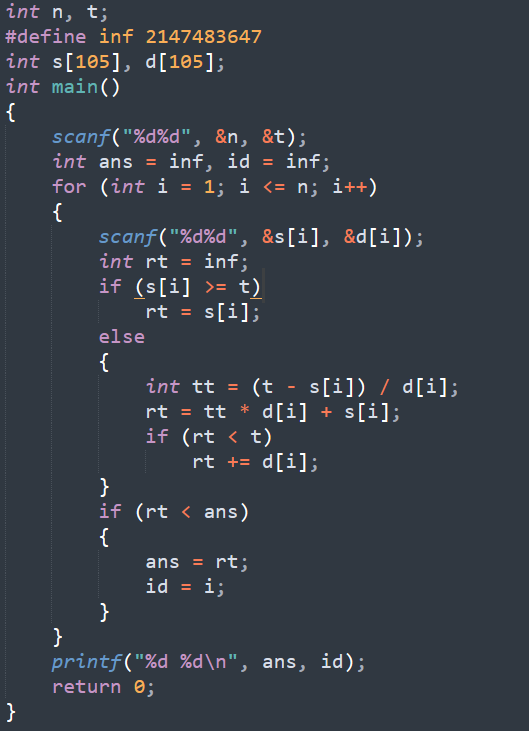 int n, t;
#define inf 2147483647
int s[105], d[105];
int main()
{
    scanf("%d%d", &n, &t);
    int ans = inf, id = inf;
    for (int i = 1; i <= n; i++)
    {
        scanf("%d%d", &s[i], &d[i]);
        int rt = inf;
        if (s[i] >= t)
            rt = s[i];
        else
        {
            int tt = (t - s[i]) / d[i];
            rt = tt * d[i] + s[i];
            if (rt < t)
                rt += d[i];
        }
        if (rt < ans)
        {
            ans = rt;
            id = i;
        }
    }
    printf("%d %d\n", ans, id);
    return 0;
}